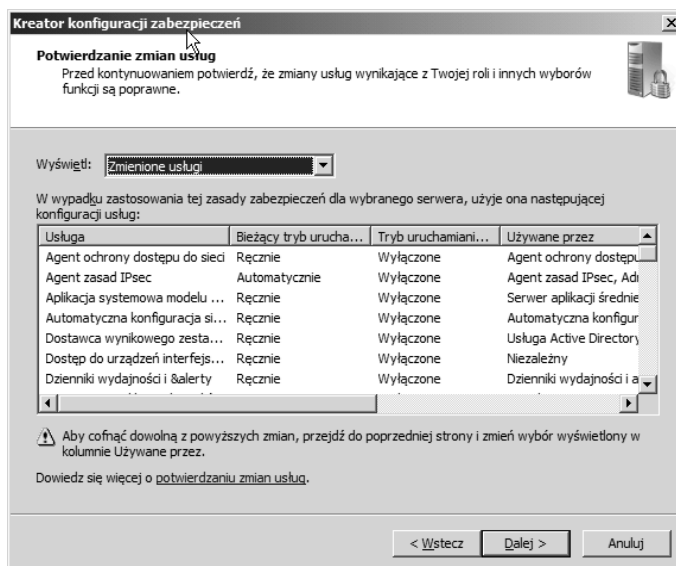 Kreator konfiguracji zabezpieczeń
Potwierdzanie zmian usług
Przed kontynuowaniem potwierdź, że zmiany usług wynikające z Twojej roli i innych wyborów
funkcji są poprawne.
Wyświetl: Zmienione usługi
W wypadku zastosowania tej zasady zabezpieczeń dla wybranego serwera, użyje ona następującej
konfiguracji usług:
Usługa Bieżący tryb urucha... Tryb uruchamiani... Używane przez
Agent ochrony dostępu do sieci Ręcznie Wyłączone Agent ochrony dostępu
Agent zasad IPsec Automatycznie Wyłączone Agent zasad IPsec, Adm
Aplikacja systemowa modelu ... Ręcznie Wyłączone Serwer aplikacji średnie
Automatyczna konfiguracja si... Ręcznie Wyłączone Automatyczna konfigur
Dostawca wynikowego zesta... Ręcznie Wyłączone Usługa Active Directory
Dostęp do urządzeń interfejs... Ręcznie Wyłączone Niezależny
Dzienniki wydajności i &alerty Ręcznie Wyłączone Dzienniki wydajności i a
Aby cofnąć dowolną z powyższych zmian, przejdź do poprzedniej strony i zmień wybór wyświetlony w
kolumnie Używane przez.
Dowiedz się więcej o potwierdzaniu zmian usług.
< Wstecz Dalej > Anuluj